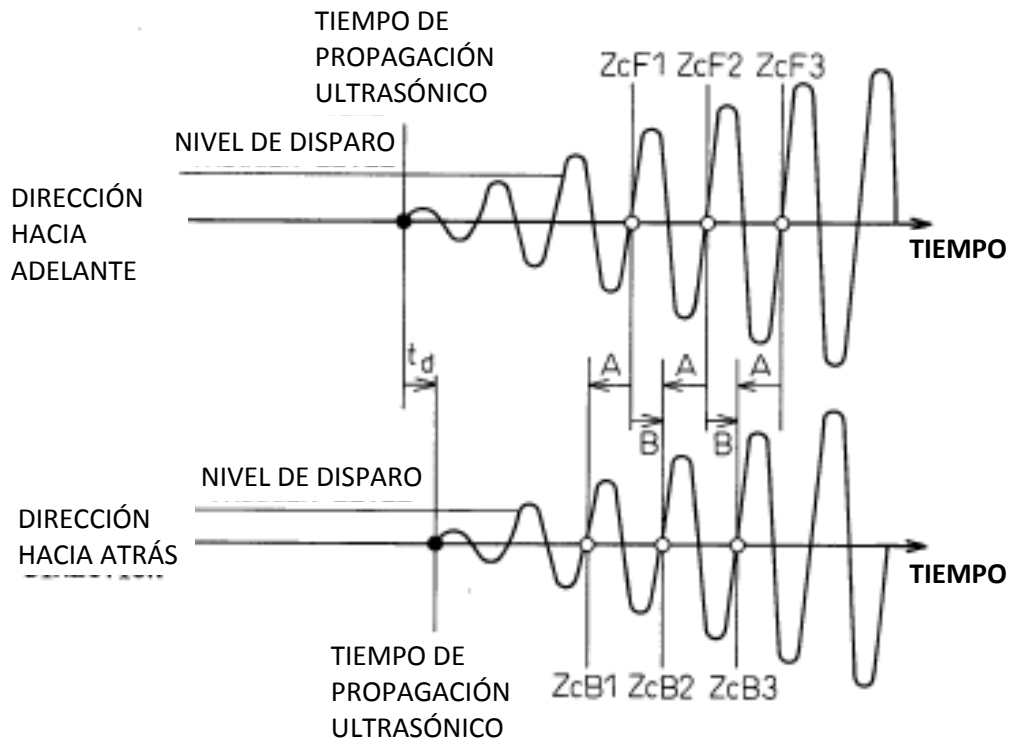 TIEMPO DE
PROPAGACIÓN
ULTRASÓNICO
ZcF1 ZcF2 ZcF3
NIVEL DE DISPARO
DIRECCIÓN
HACIA
ADELANTE
TIEMPO
td
A A A
B B
NIVEL DE DISPARO
DIRECCIÓN
HACIA ATRÁS
TIEMPO
TIEMPO DE
PROPAGACIÓN
ULTRASÓNICO
ZcB1 ZcB2 ZcB3